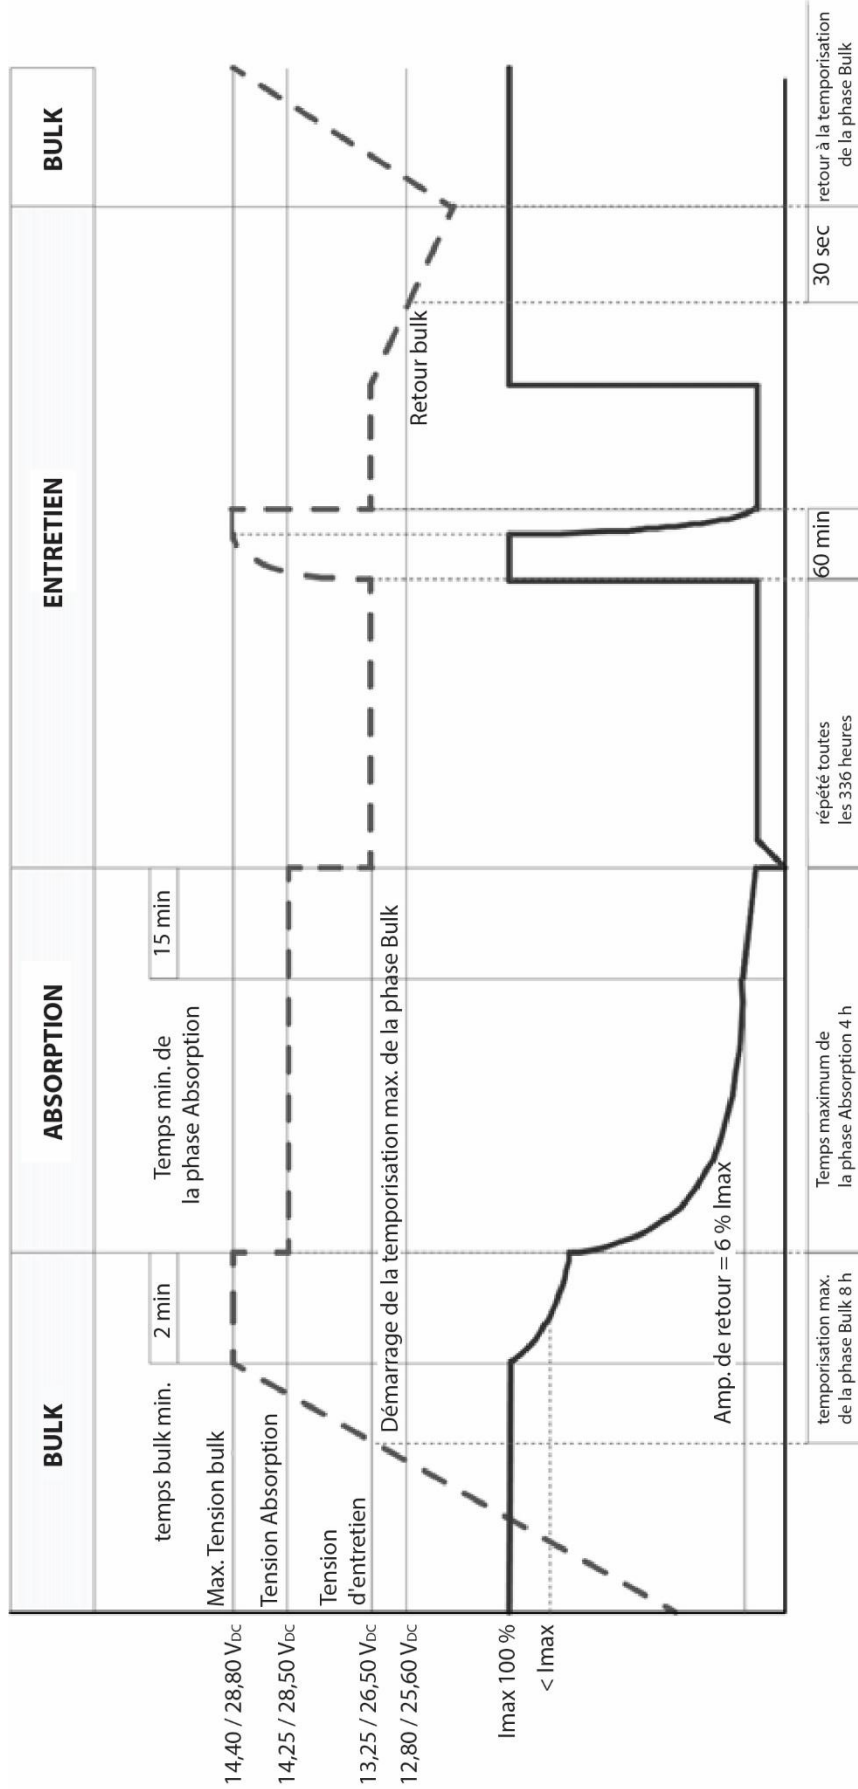 BULK
ABSORPTION
ENTRETIEN
BULK
temps bulk min.
2 min
Temps min. de
la phase Absorption
15 min
Max. Tension bulk
14,40 / 28,80 VDC
Tension Absorption
14,25 / 28,50 VDC
Tension
d'entretien
13,25 / 26,50 VDC
12,80 / 25,60 VDC
Démarrage de la temporisation max. de la phase Bulk
Retour bulk
Imax 100 %
< Imax
Amp. de retour = 6 % Imax
temporisation max.
de la phase Bulk 8 h
Temps maximum de
la phase Absorption 4 h
répété toutes
les 336 heures
60 min
30 sec
retour à la temporisation
de la phase Bulk